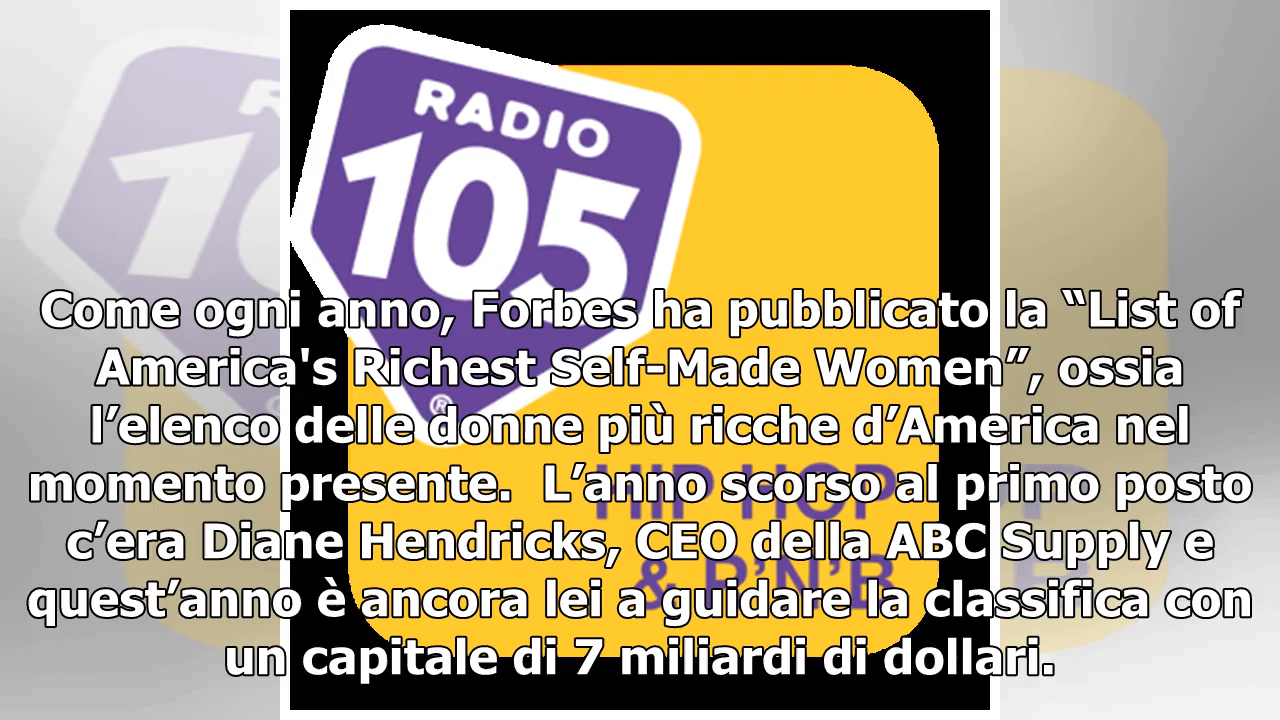 RADIO
105
®
HIP HOP
& R'N'B
Come ogni anno, Forbes ha pubblicato la “List of
America's Richest Self-Made Women”, ossia
l’elenco delle donne più ricche d’America nel
momento presente.  L’anno scorso al primo posto
c’era Diane Hendricks, CEO della ABC Supply e
quest’anno è ancora lei a guidare la classifica con
un capitale di 7 miliardi di dollari.